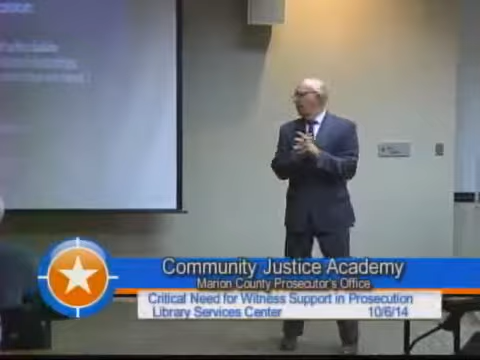 Community Justice Academy
Marion County Prosecutor's Office
Critical Need for Witness Support in Prosecution
Library Services Center 10/6/14